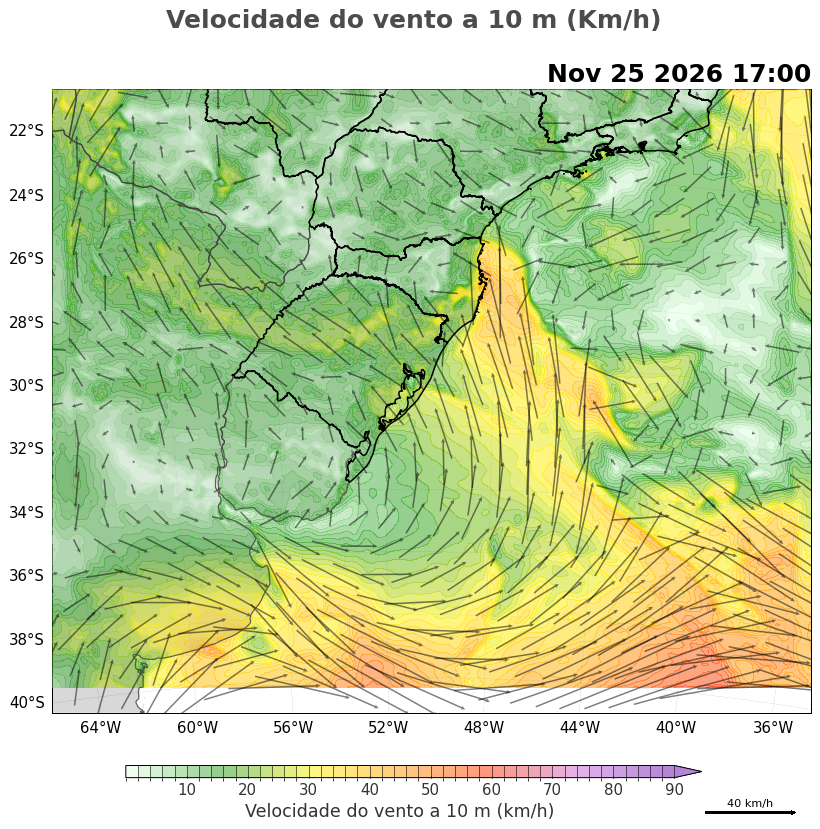 Velocidade do vento a 10 m (Km/h)
Nov 25 2026 17:00
22°S
24°S
26°S
28°S
30°S
32°S
34°S
36°S
38°S
40°S
64°W 60°W 56°W 52°W 48°W 44°W 40°W 36°W
10 20 30 40 50 60 70 80 90
Velocidade do vento a 10 m (km/h)
40 km/h